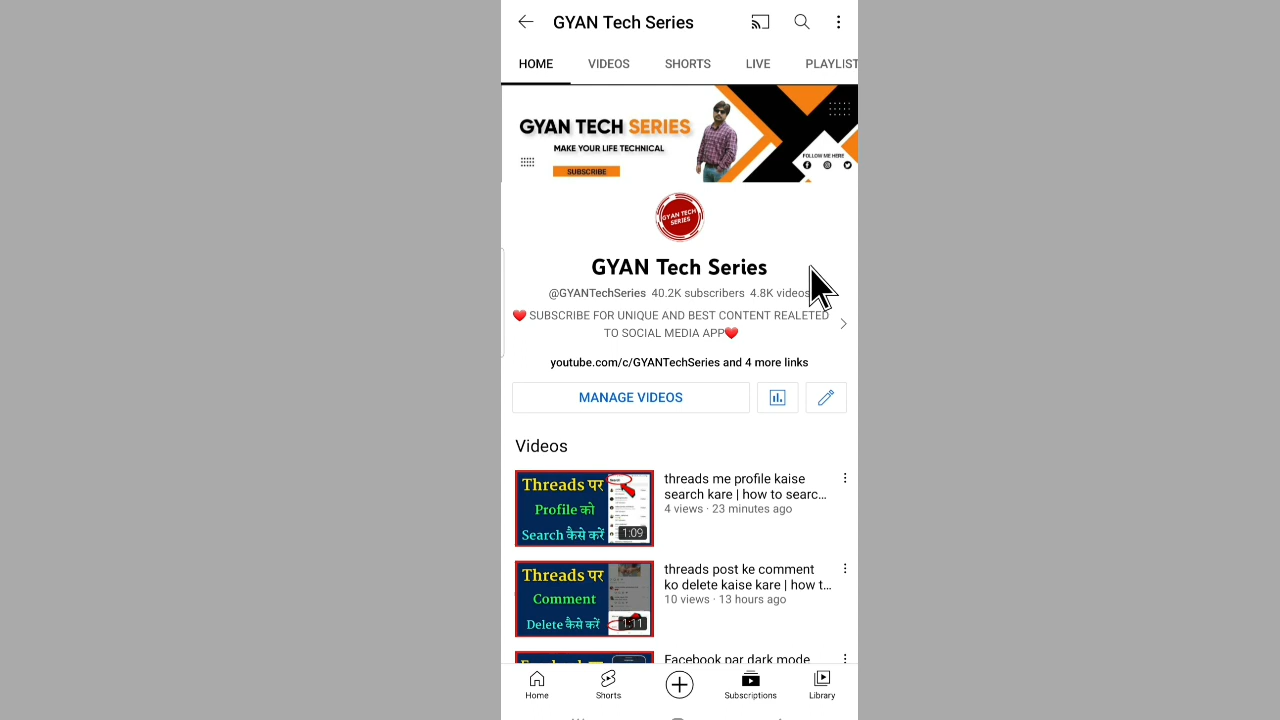 GYAN Tech Series
HOME VIDEOS SHORTS LIVE PLAYLIST
GYAN TECH SERIES
MAKE YOUR LIFE TECHNICAL
SUBSCRIBE
FOLLOW ME HERE
GYAN TECH
SERIES
GYAN Tech Series
@GYANTechSeries 40.2K subscribers 4.8K videos
❤️ SUBSCRIBE FOR UNIQUE AND BEST CONTENT REALETED
TO SOCIAL MEDIA APP❤️
youtube.com/c/GYANTechSeries and 4 more links
MANAGE VIDEOS
Videos
Threads पर
Profile को
Search कैसे करें
1:09
threads me profile kaise
search kare | how to searc...
4 views · 23 minutes ago
Threads पर
Comment
Delete कैसे करें
1:11
threads post ke comment
ko delete kaise kare | how t...
10 views · 13 hours ago
Facebook par dark mode
Home Shorts Subscriptions Library